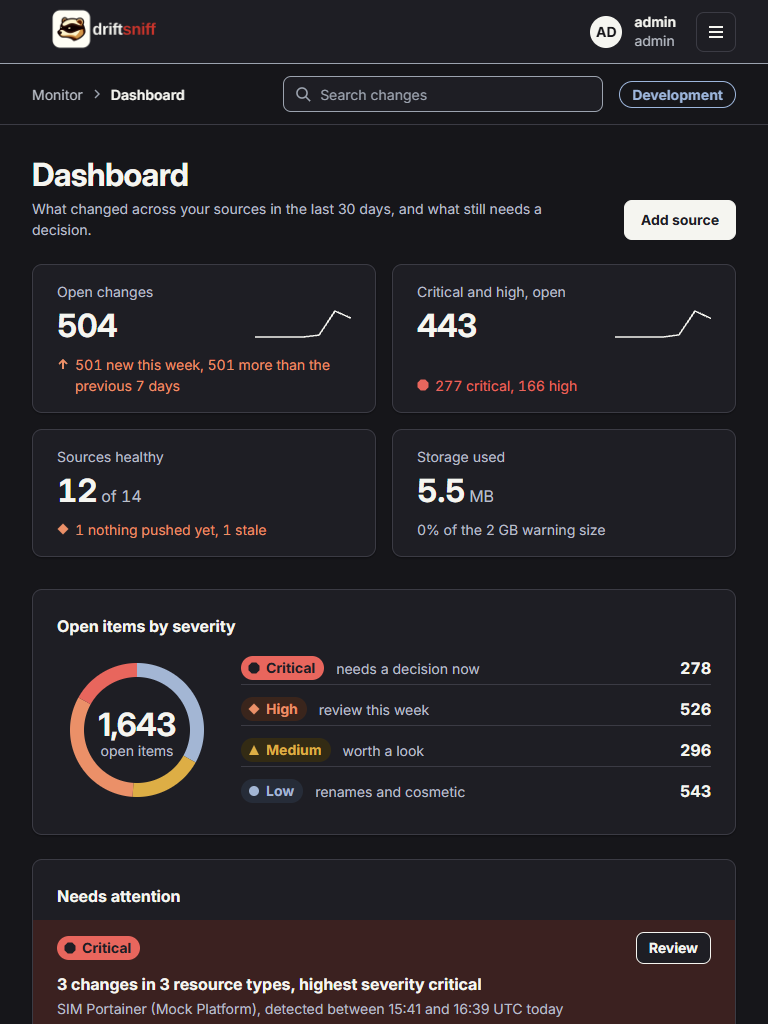 driftsniff
AD
admin
admin
Monitor > Dashboard
Search changes
Development
Dashboard
What changed across your sources in the last 30 days, and what still needs a
decision.
Add source
Open changes
504
↑ 501 new this week, 501 more than the
previous 7 days
Critical and high, open
443
277 critical, 166 high
Sources healthy
12 of 14
1 nothing pushed yet, 1 stale
Storage used
5.5 MB
0% of the 2 GB warning size
Open items by severity
1,643
open items
Critical needs a decision now 278
High review this week 526
Medium worth a look 296
Low renames and cosmetic 543
Needs attention
Critical
Review
3 changes in 3 resource types, highest severity critical
SIM Portainer (Mock Platform), detected between 15:41 and 16:39 UTC today